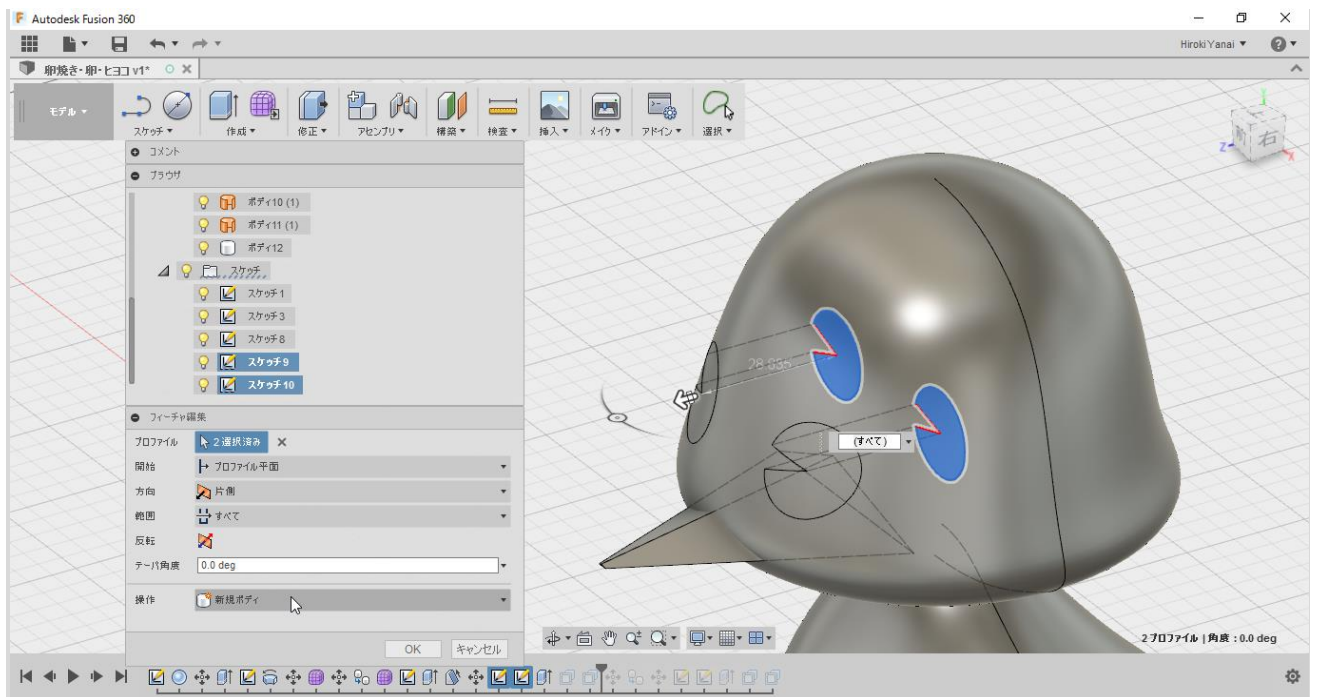 Autodesk Fusion 360
HirokiYanai
卵焼き・卵・ヒヨコ v1*
モデル
スケッチ
作成
修正
アセンブリ
構築
検査
挿入
メイク
アドイン
選択
コメント
ブラウザ
ボディ10 (1)
ボディ11 (1)
ボディ12
スケッチ
スケッチ1
スケッチ3
スケッチ8
スケッチ9
スケッチ10
フィーチャ編集
プロファイル 2 選択済み
開始 プロファイル平面
方向 片側
範囲 すべて
反転
テーパ角度 0.0 deg
操作 新規ボディ
OK キャンセル
(すべて)
右
Z
X
Y
2 プロファイル | 角度 : 0.0 deg